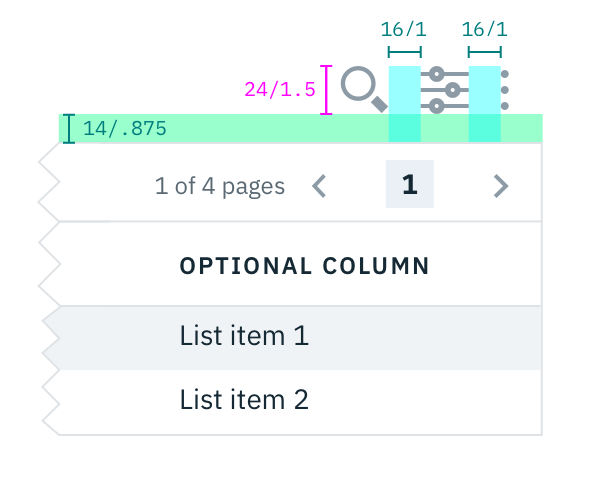 16/1 16/1
24/1.5
14/.875
1 of 4 pages 1
OPTIONAL COLUMN
List item 1
List item 2